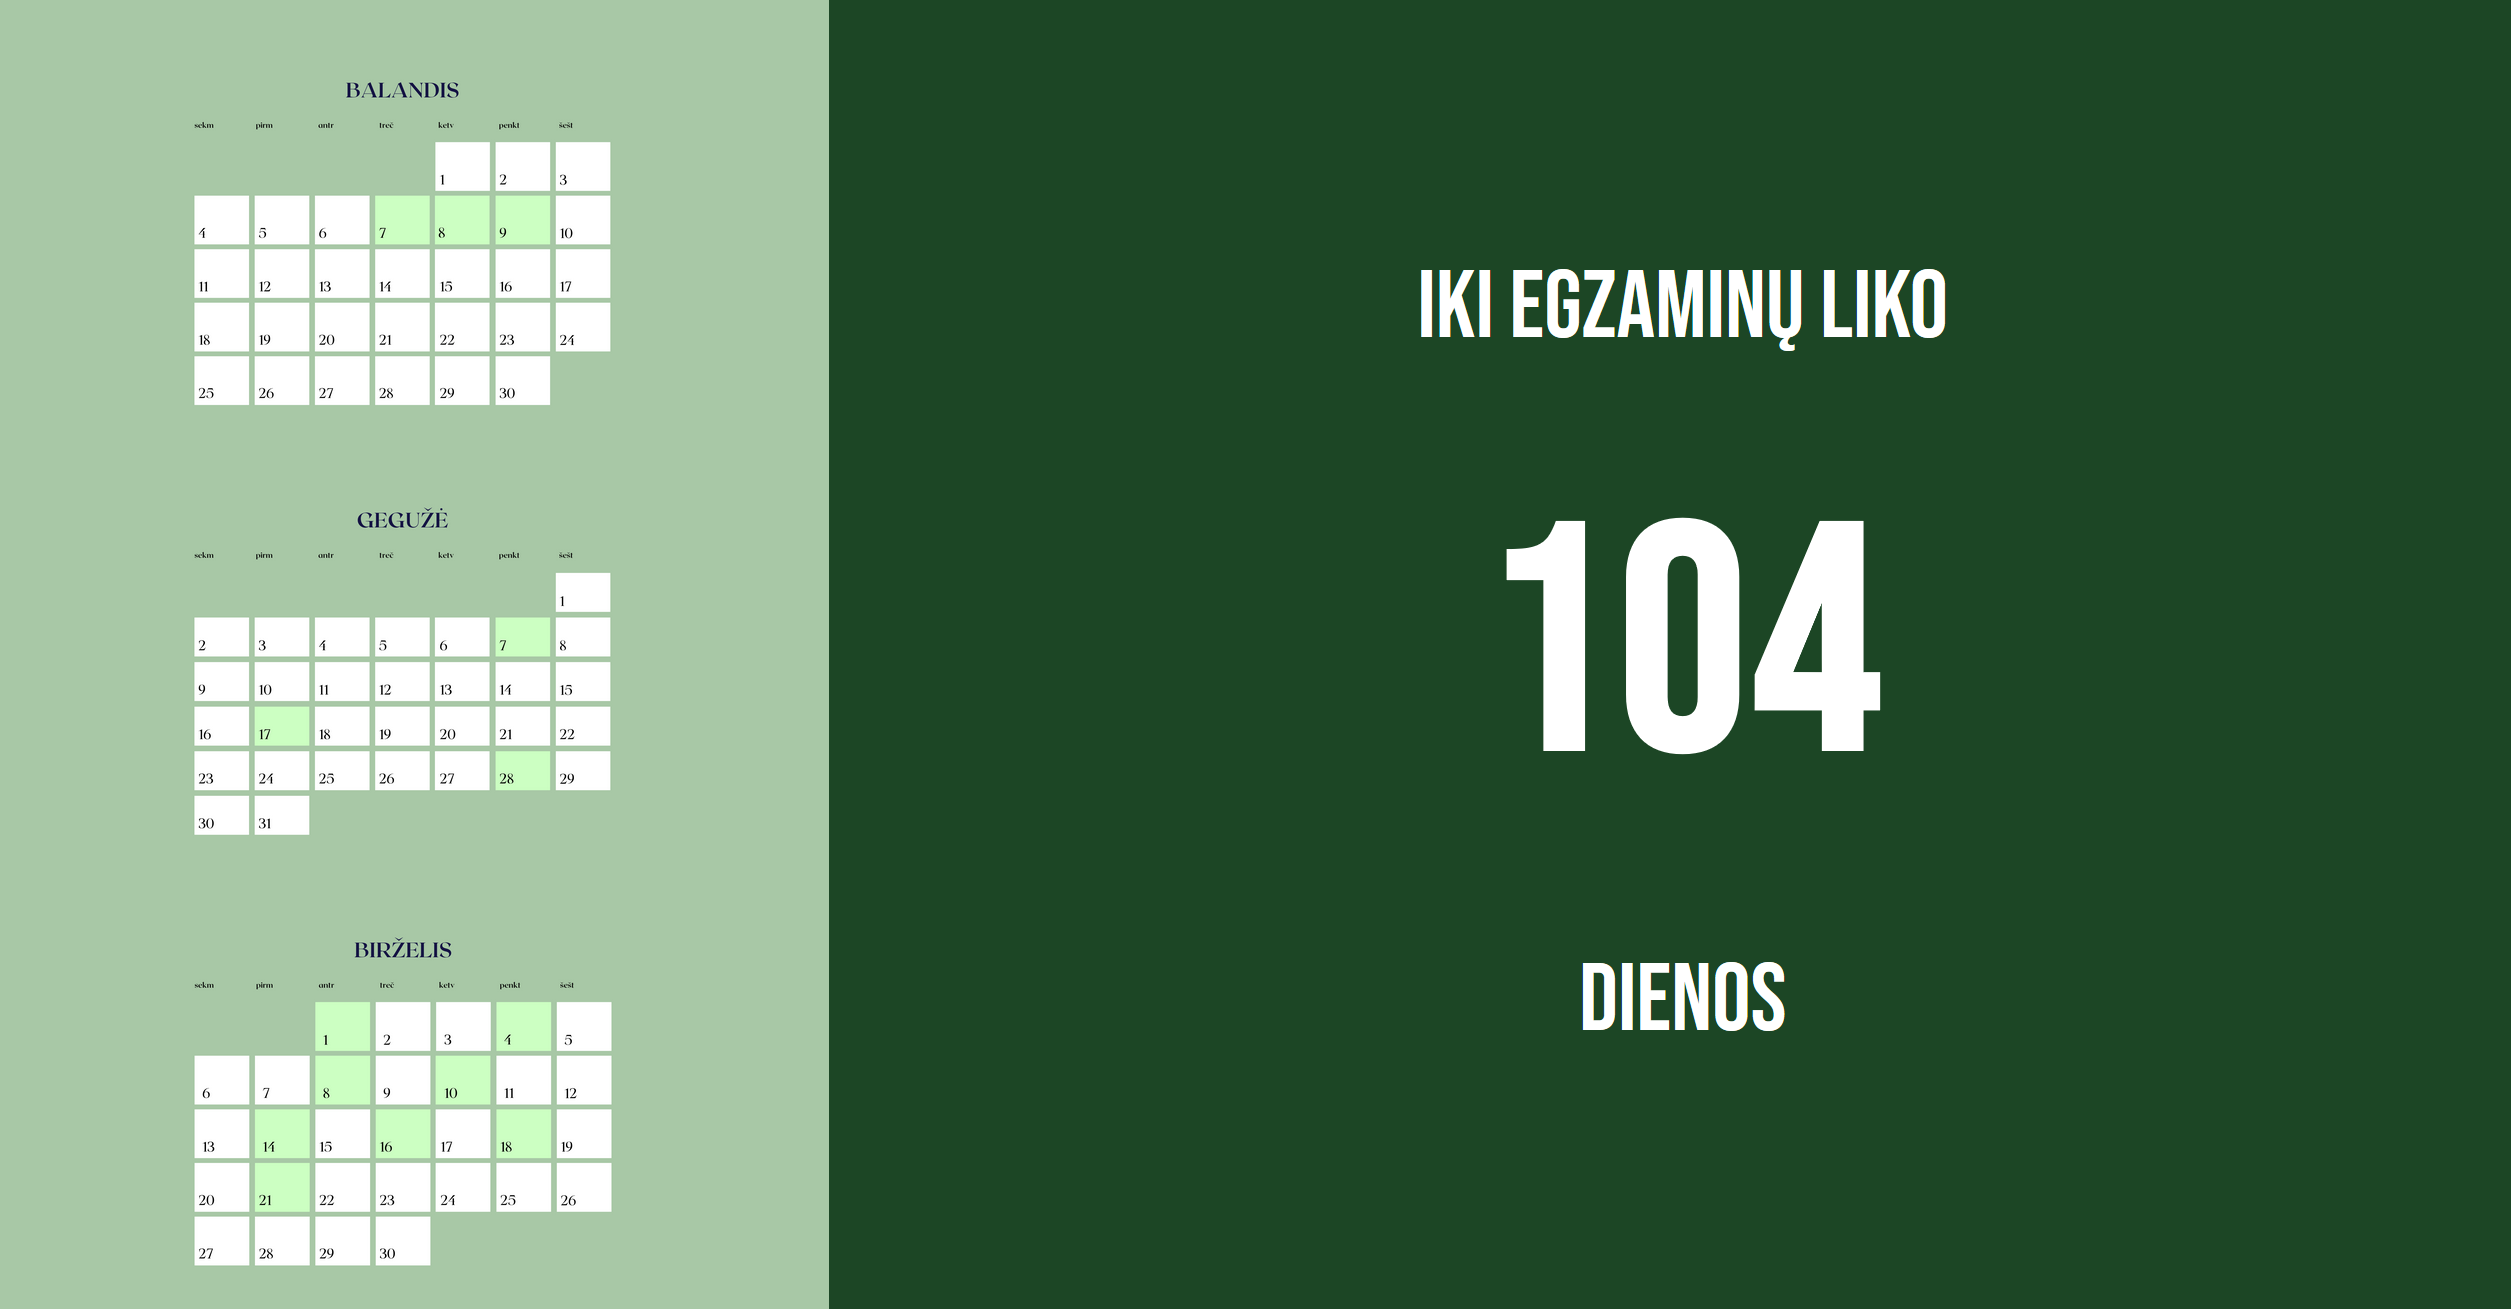 BALANDIS
sekm pirm antr treč ketv penkt šešt
1 2 3
4 5 6 7 8 9 10
11 12 13 14 15 16 17
18 19 20 21 22 23 24
25 26 27 28 29 30
GEGUŽĖ
sekm pirm antr treč ketv penkt šešt
1
2 3 4 5 6 7 8
9 10 11 12 13 14 15
16 17 18 19 20 21 22
23 24 25 26 27 28 29
30 31
BIRŽELIS
sekm pirm antr treč ketv penkt šešt
1 2 3 4 5
6 7 8 9 10 11 12
13 14 15 16 17 18 19
20 21 22 23 24 25 26
27 28 29 30
IKI EGZAMINŲ LIKO
104
DIENOS